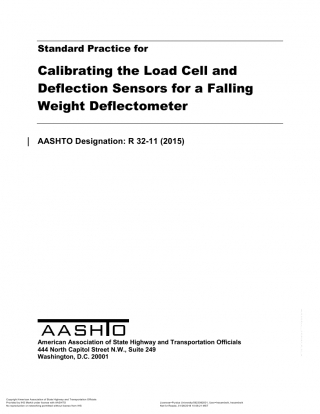 Standard Practice for
Calibrating the Load Cell and
Deflection Sensors for a Falling
Weight Deflectometer
AASHTO Designation: R 32-11 (2015)
AASHTO
American Association of State Highway and Transportation Officials
444 North Capitol Street N.W., Suite 249
Washington, D.C. 20001